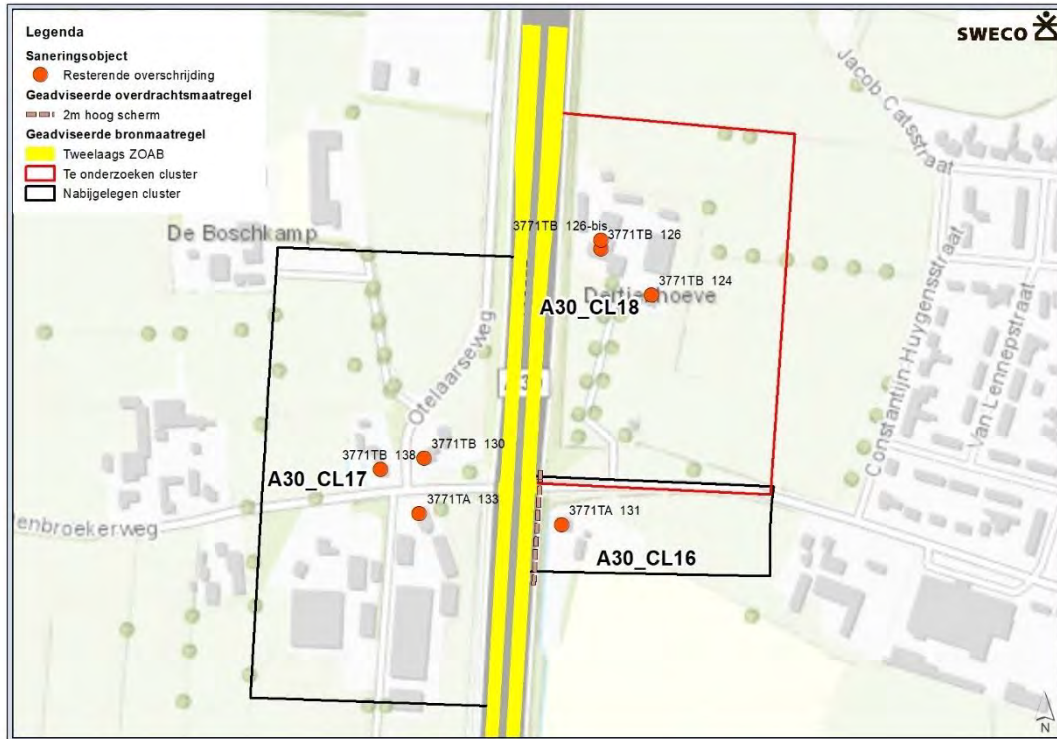 Legenda
Saneringsobject
Resterende overschrijding
Geadviseerde overdrachtsmaatregel
2m hoog scherm
Geadviseerde bronmaatregel
Tweelaags ZOAB
Te onderzoeken cluster
Nabijgelegen cluster
SWECO
Jacob Catsstraat
De Boschkamp
3771TB 126-bis
3771TB 126
3771TB 124
A30_CL18
Constantijn Huygensstraat
Van Lennepstraat
Otelaarseweg
3771TB 130
3771TB 138
A30_CL17
3771TA 133
3771TA 131
A30_CL16
enbroekerweg
N